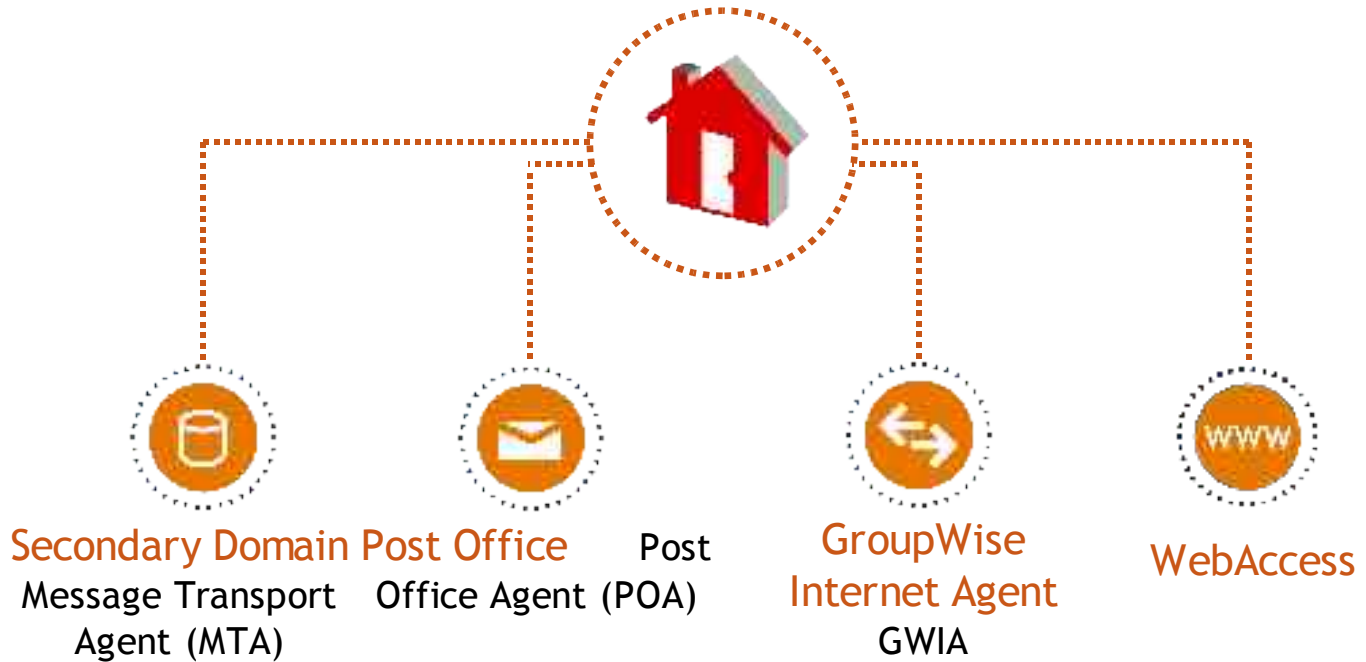 www
Secondary Domain
Message Transport
Agent (MTA)
Post Office Post
Office Agent (POA)
GroupWise
Internet Agent
GWIA
WebAccess